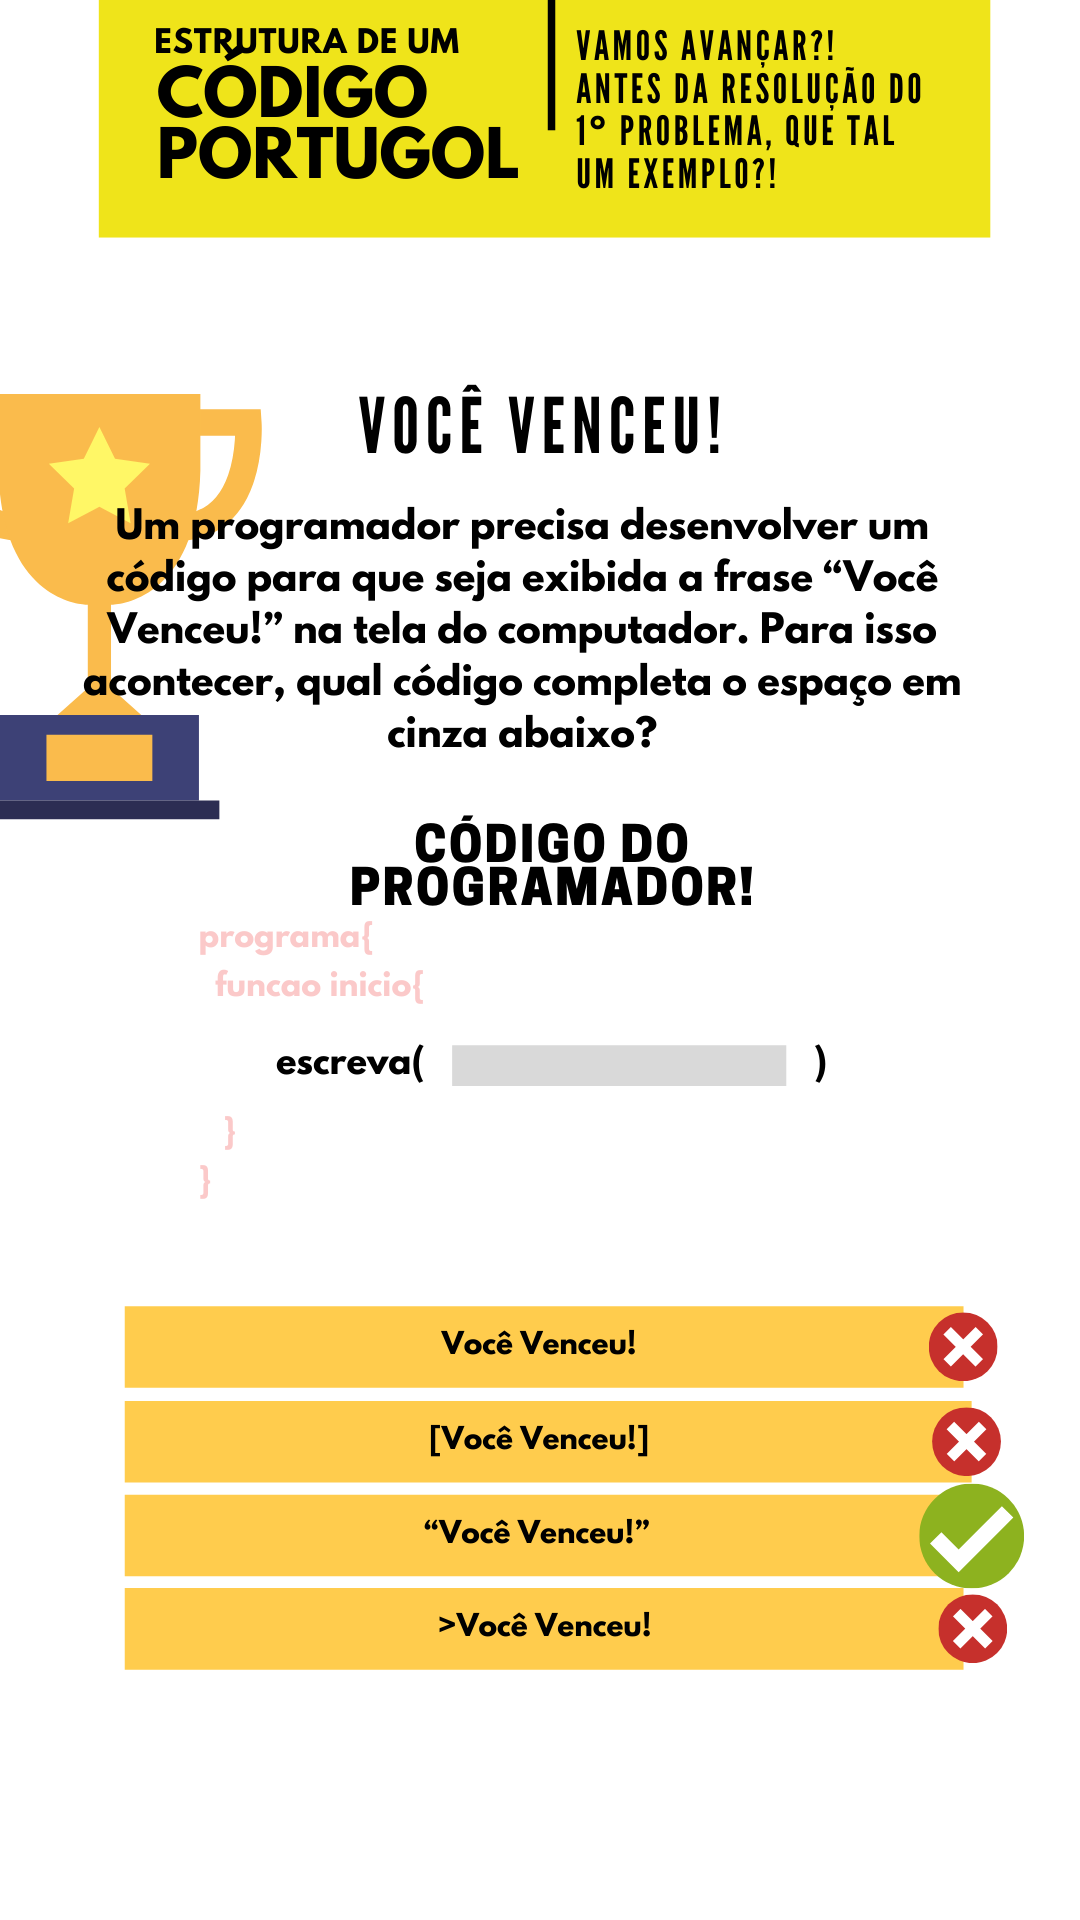 ESTRUTURA DE UM
CÓDIGO
PORTUGOL
VAMOS AVANÇAR?!
ANTES DA RESOLUÇÃO DO
1º PROBLEMA, QUE TAL
UM EXEMPLO?!
VOCÊ VENCEU!
Um programador precisa desenvolver um
código para que seja exibida a frase “Você
Venceu!” na tela do computador. Para isso
acontecer, qual código completa o espaço em
cinza abaixo?
CÓDIGO DO
PROGRAMADOR!
programa{
funcao inicio{
escreva( )
}
}
Você Venceu!
[Você Venceu!]
“Você Venceu!”
>Você Venceu!